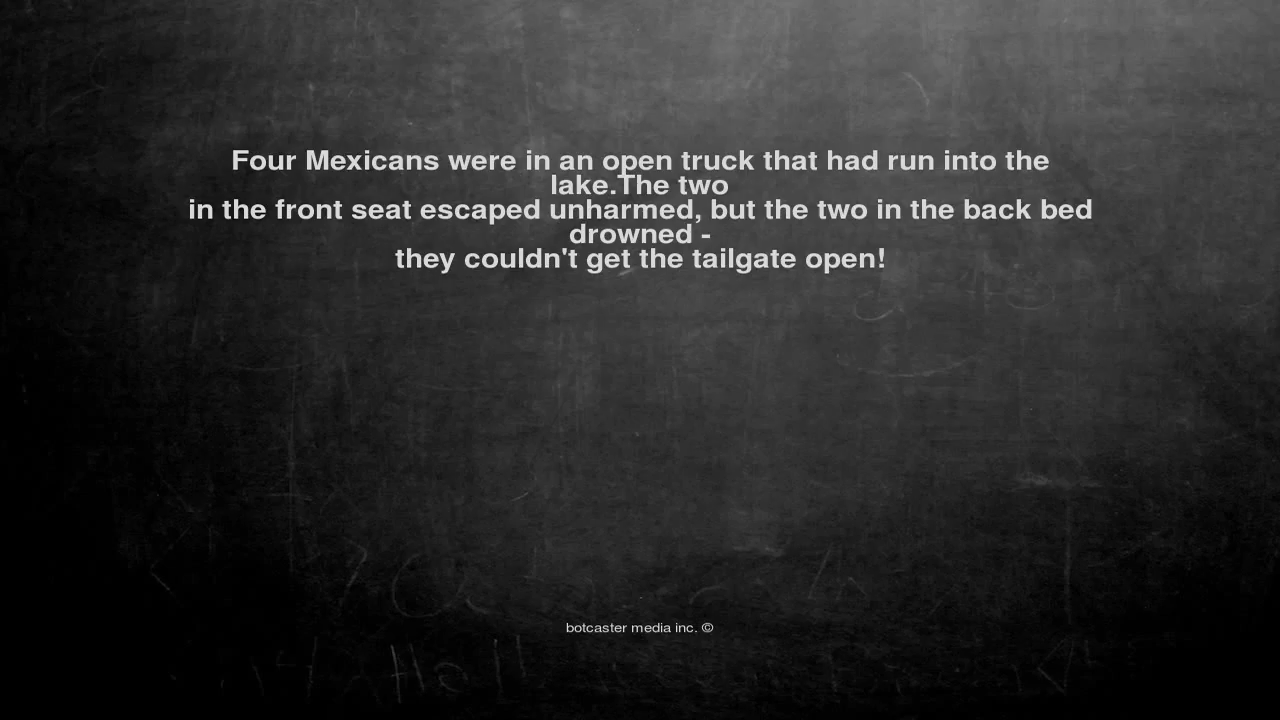 Four Mexicans were in an open truck that had run into the
lake.The two
in the front seat escaped unharmed, but the two in the back bed
drowned -
they couldn't get the tailgate open!
botcaster media inc. ©